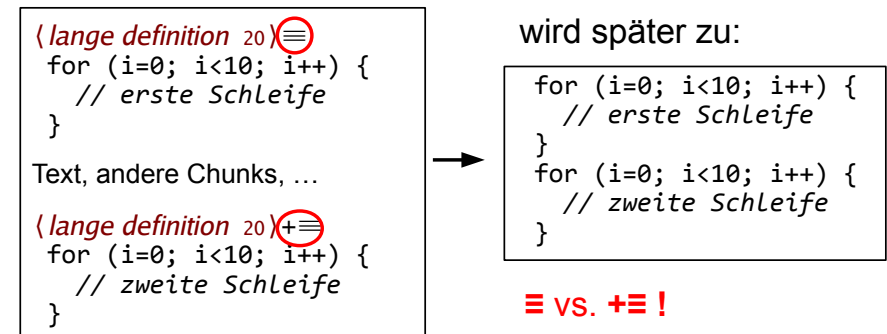 ⟨lange definition 20⟩≡
for (i=0; i<10; i++) {
// erste Schleife
}
Text, andere Chunks, …
⟨lange definition 20⟩+≡
for (i=0; i<10; i++) {
// zweite Schleife
}
wird später zu:
for (i=0; i<10; i++) {
// erste Schleife
}
for (i=0; i<10; i++) {
// zweite Schleife
}
≡ vs. +≡ !